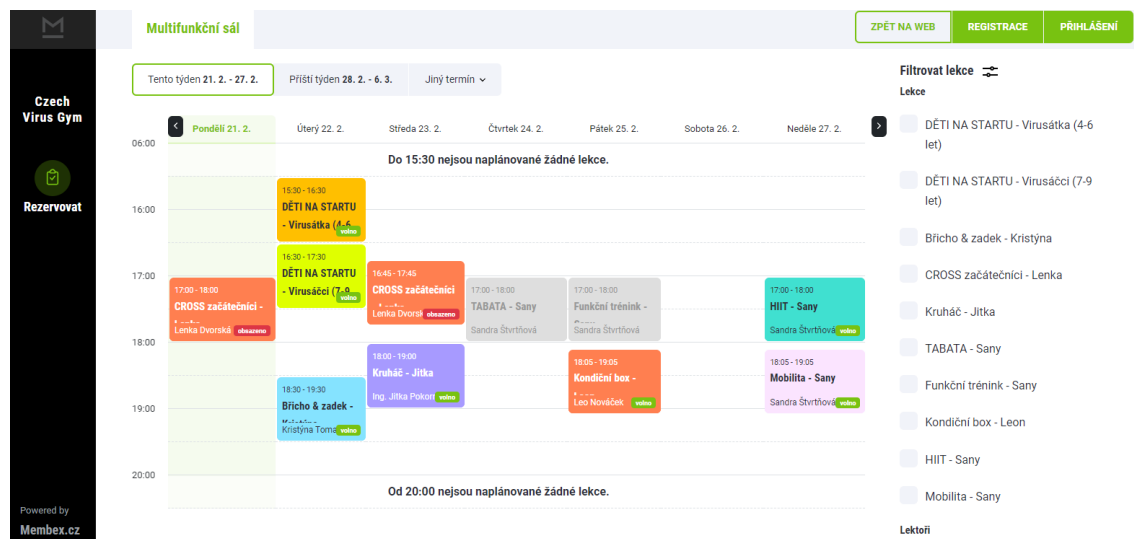 Multifunkční sál
ZPĚT NA WEB
REGISTRACE
PŘIHLÁŠENÍ
Czech
Virus Gym
Rezervovat
Powered by
Membex.cz
Tento týden 21. 2. - 27. 2.
Příští týden 28. 2. - 6. 3.
Jiný termín
Pondělí 21. 2.
Úterý 22. 2.
Středa 23. 2.
Čtvrtek 24. 2.
Pátek 25. 2.
Sobota 26. 2.
Neděle 27. 2.
06:00
Do 15:30 nejsou naplánované žádné lekce.
16:00
17:00
18:00
19:00
20:00
17:00 - 18:00
CROSS začátečníci -
Lenka Dvorská
obsazeno
15:30 - 16:30
DĚTI NA STARTU
- Virusátka (4-6
volno
16:30 - 17:30
DĚTI NA STARTU
- Virusáčci (7-9
volno
18:30 - 19:30
Břicho & zadek -
Kristýna Toma
volno
16:45 - 17:45
CROSS začátečníci
Lenka Dvorsk
obsazeno
18:00 - 19:00
Kruháč - Jitka
Ing. Jitka Pokor
volno
17:00 - 18:00
TABATA - Sany
Sandra Štvrtňová
17:00 - 18:00
Funkční trénink -
Sandra Štvrtňová
18:05 - 19:05
Kondiční box -
Leo Nováček
volno
17:00 - 18:00
HIIT - Sany
Sandra Štvrtňová
volno
18:05 - 19:05
Mobilita - Sany
Sandra Štvrtňová
volno
Od 20:00 nejsou naplánované žádné lekce.
Filtrovat lekce
Lekce
DĚTI NA STARTU - Virusátka (4-6
let)
DĚTI NA STARTU - Virusáčci (7-9
let)
Břicho & zadek - Kristýna
CROSS začátečníci - Lenka
Kruháč - Jitka
TABATA - Sany
Funkční trénink - Sany
Kondiční box - Leon
HIIT - Sany
Mobilita - Sany
Lektoři